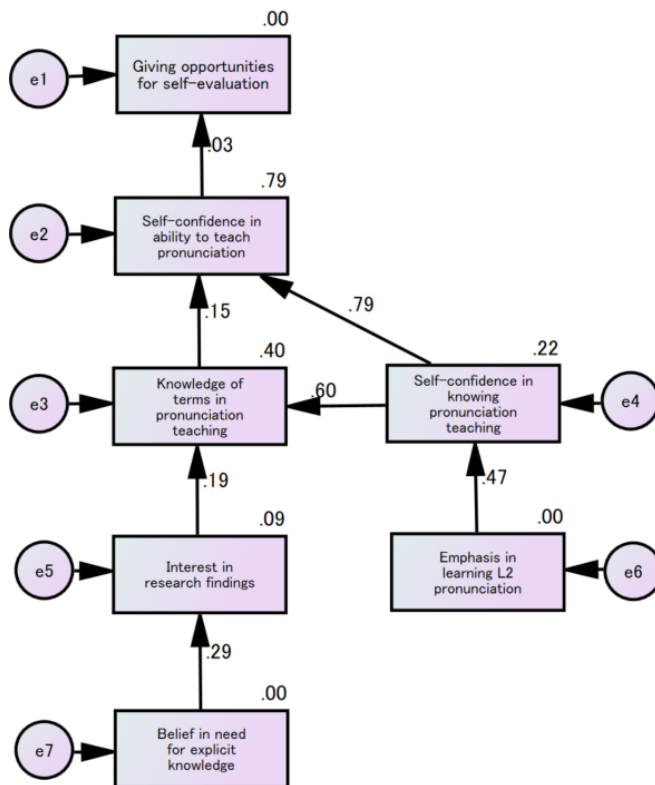 .00
e1
Giving opportunities
for self-evaluation
.03
.79
e2
Self-confidence in
ability to teach
pronunciation
.79
.15
.40
.22
e3
Knowledge of
terms in
pronunciation
teaching
.60
Self-confidence in
knowing
pronunciation
teaching
e4
.19
.47
.09
.00
e5
Interest in
research findings
Emphasis in
learning L2
pronunciation
e6
.29
.00
e7
Belief in need
for explicit
knowledge